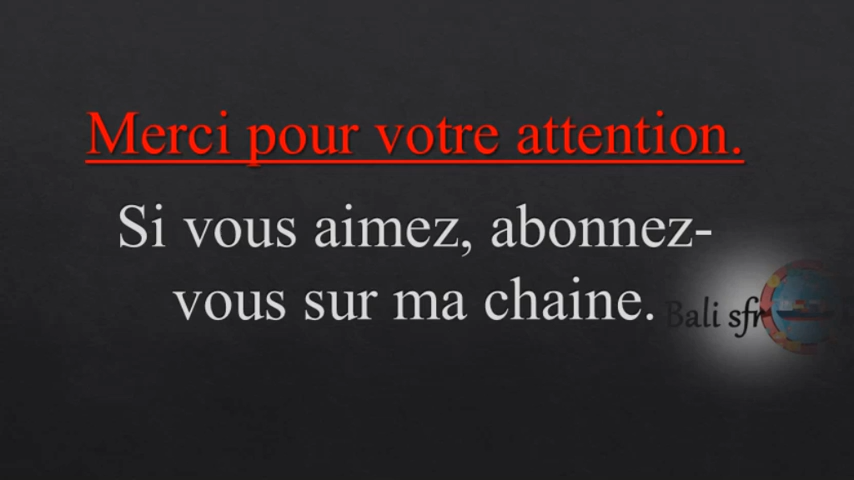 Merci pour votre attention.
Si vous aimez, abonnez-
vous sur ma chaine.
Bali sfr